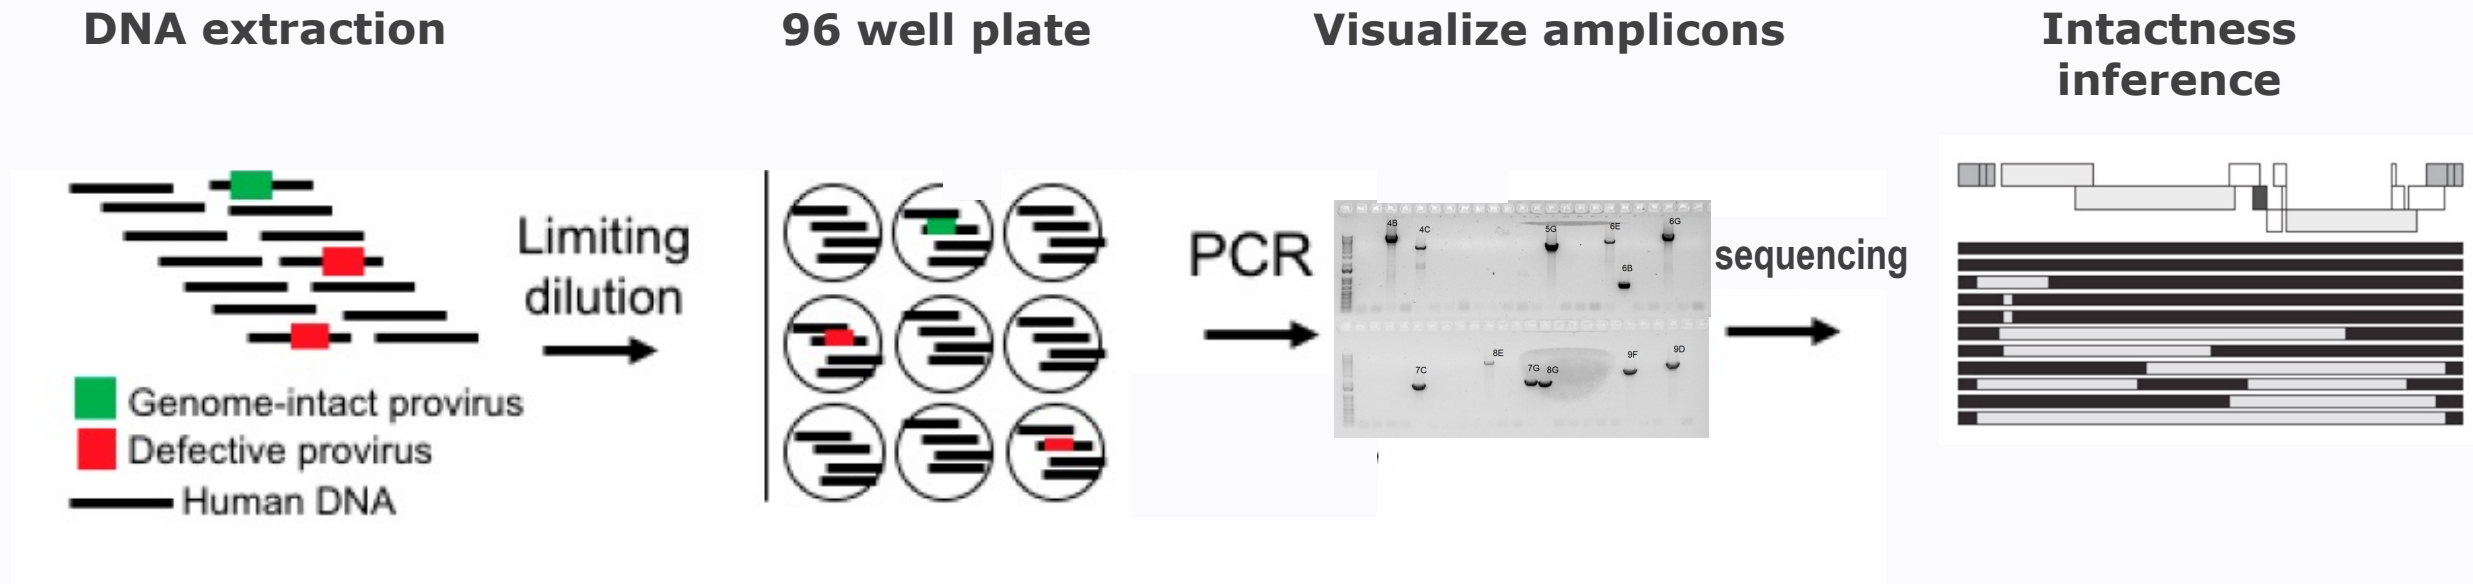 DNA extraction
96 well plate
Visualize amplicons
Intactness
inference
Limiting
dilution
PCR
sequencing
4B
4C
5G
6E
6G
6B
7C
8E
7G
8G
9F
9D
Genome-intact provirus
Defective provirus
Human DNA